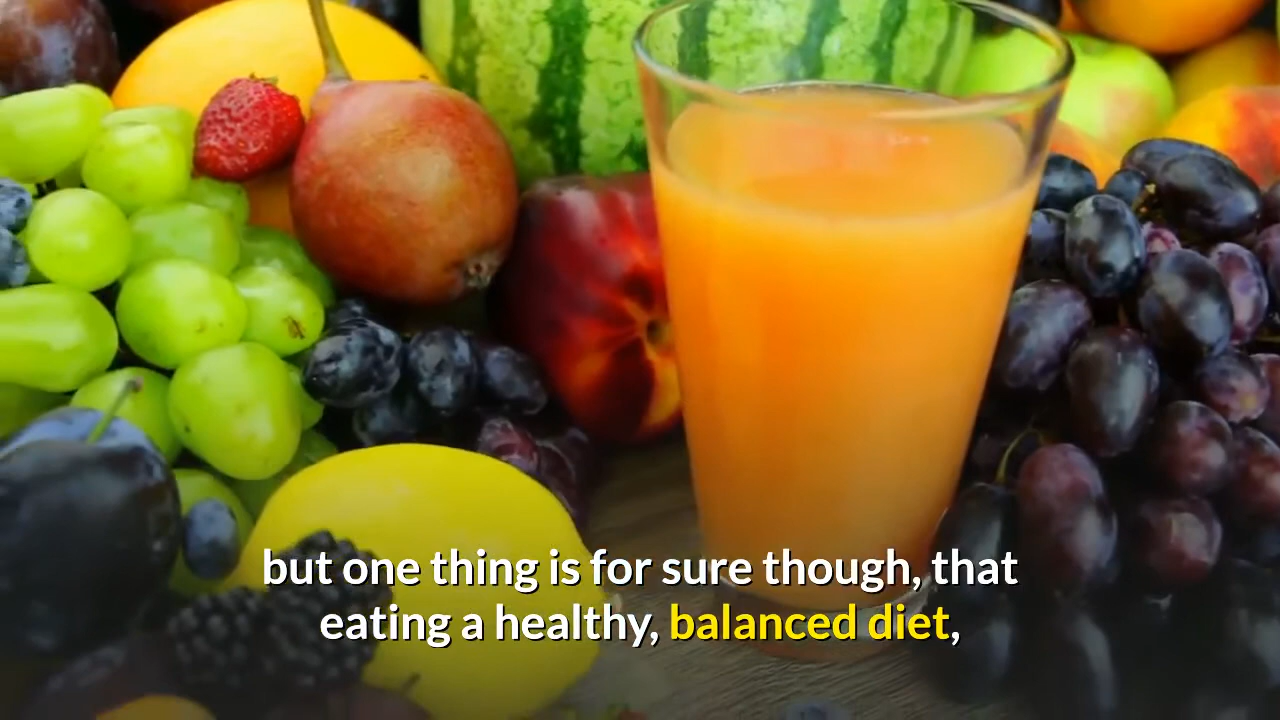 but one thing is for sure though, that
eating a healthy, balanced diet,